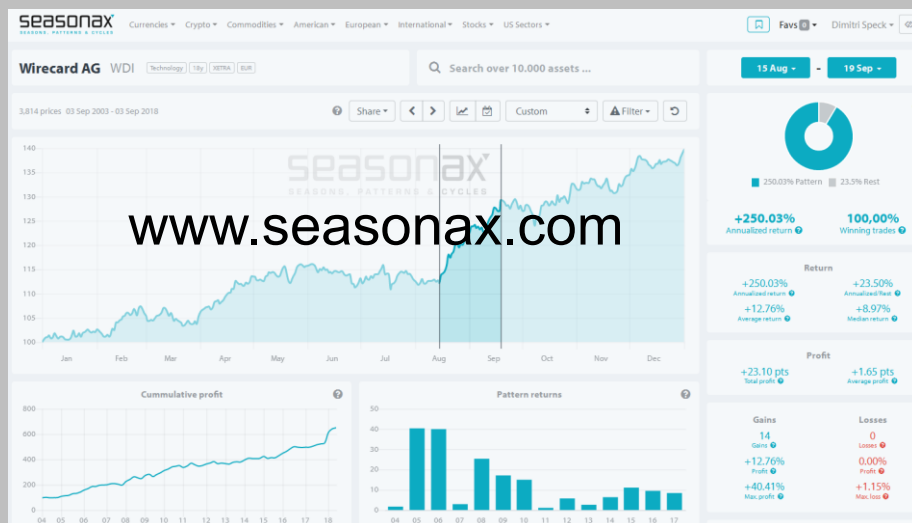 seasonax
SEASONS, PATTERNS & CYCLES
Currencies Crypto Commodities American European International Stocks US Sectors
Favs 0 Dimitri Speck
Wirecard AG WDI Technology 18y XETRA EUR
Search over 10.000 assets ...
15 Aug - 19 Sep
3,814 prices 03 Sep 2003 - 03 Sep 2018
Share Custom Filter
140
135
130
125
120
115
110
105
100
seasonax
SEASONS, PATTERNS & CYCLES
www.seasonax.com
Jan Feb Mar Apr May Jun Jul Aug Sep Oct Nov Dec
250.03% Pattern 23.5% Rest
+250.03% 100,00%
Annualized return Winning trades
Return
+250.03% +23.50%
Annualized return Annualized/Rest
+12.76% +8.97%
Average return Median return
Profit
+23.10 pts +1.65 pts
Total profit Average profit
Gains Losses
14 0
Gains Losses
+12.76% 0.00%
Profit Profit
+40.41% +1.15%
Max. profit Max. loss
Cummulative profit
800
600
400
200
0
04 05 06 07 08 09 10 11 12 13 14 15 16 17 18
Pattern returns
50
40
30
20
10
0
04 05 06 07 08 09 10 11 12 13 14 15 16 17